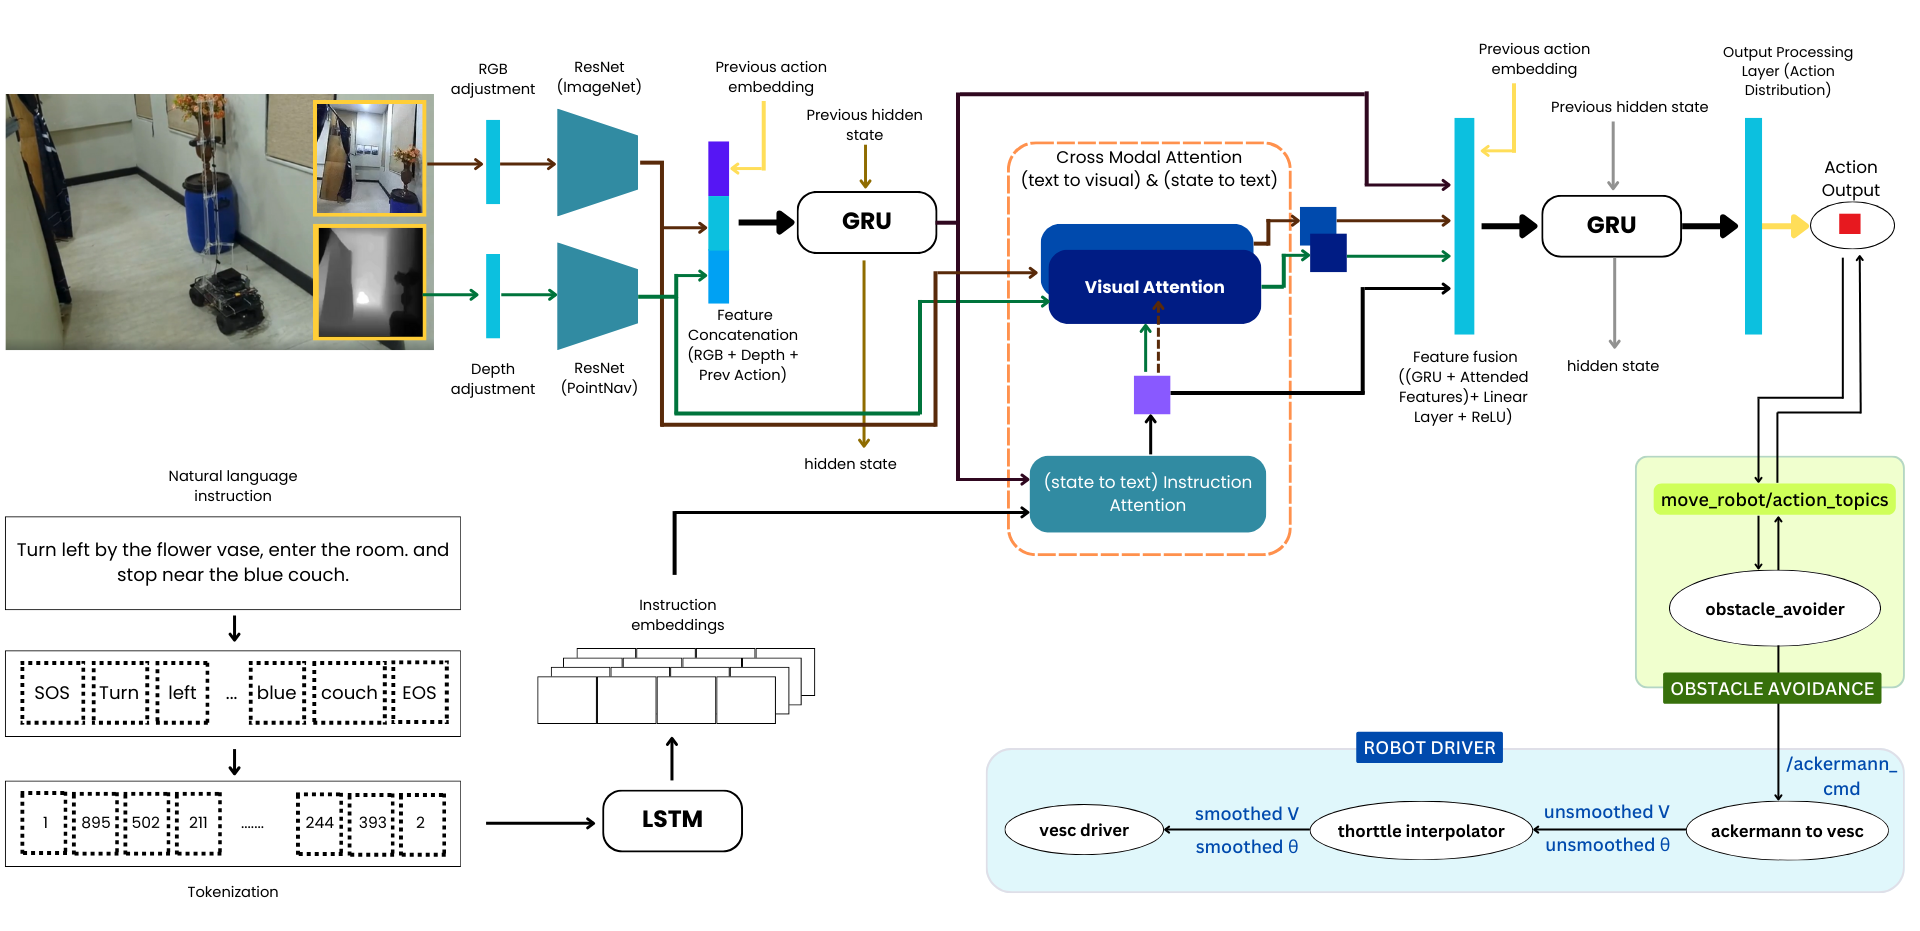 RGB
adjustment
ResNet
(ImageNet)
Previous action
embedding
Previous hidden
state
GRU
Feature
Concatenation
(RGB + Depth +
Prev Action)
Depth
adjustment
ResNet
(PointNav)
hidden state
Cross Modal Attention
(text to visual) & (state to text)
Visual Attention
(state to text) Instruction
Attention
Previous action
embedding
Previous hidden state
GRU
hidden state
Feature fusion
((GRU + Attended
Features)+ Linear
Layer + ReLU)
Output Processing
Layer (Action
Distribution)
Action
Output
Natural language
instruction
Turn left by the flower vase, enter the room. and
stop near the blue couch.
SOS Turn left ... blue couch EOS
1 895 502 211 ....... 244 393 2
Tokenization
LSTM
Instruction
embeddings
move_robot/action_topics
obstacle_avoider
OBSTACLE AVOIDANCE
ROBOT DRIVER
/ackermann_
cmd
ackermann to vesc
unsmoothed V
unsmoothed θ
thorttle interpolator
smoothed V
smoothed θ
vesc driver